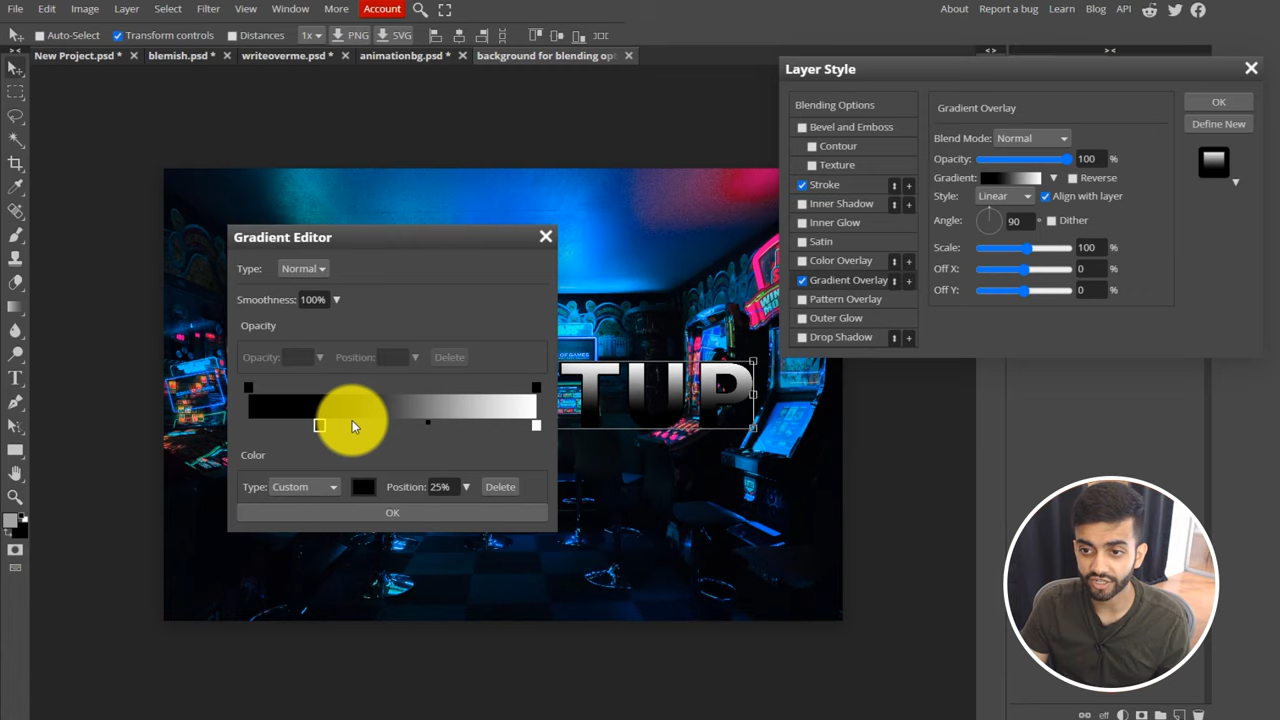 File Edit Image Layer Select Filter View Window More Account About Report a bug Learn Blog API
Auto-Select Transform controls Distances 1x PNG SVG
New Project.psd * blemish.psd * writeoverme.psd * animationbg.psd * background for blending op
Layer Style
Blending Options
Bevel and Emboss
Contour
Texture
Stroke
Inner Shadow
Inner Glow
Satin
Color Overlay
Gradient Overlay
Pattern Overlay
Outer Glow
Drop Shadow
Gradient Overlay
Blend Mode: Normal
Opacity: 100 %
Gradient: Reverse
Style: Linear Align with layer
Angle: 90 ° Dither
Scale: 100 %
Off X: 0 %
Off Y: 0 %
OK
Define New
Gradient Editor
Type: Normal
Smoothness: 100%
Opacity
Opacity: Position: Delete
Color
Type: Custom Position: 25% Delete
OK
TUP
eff